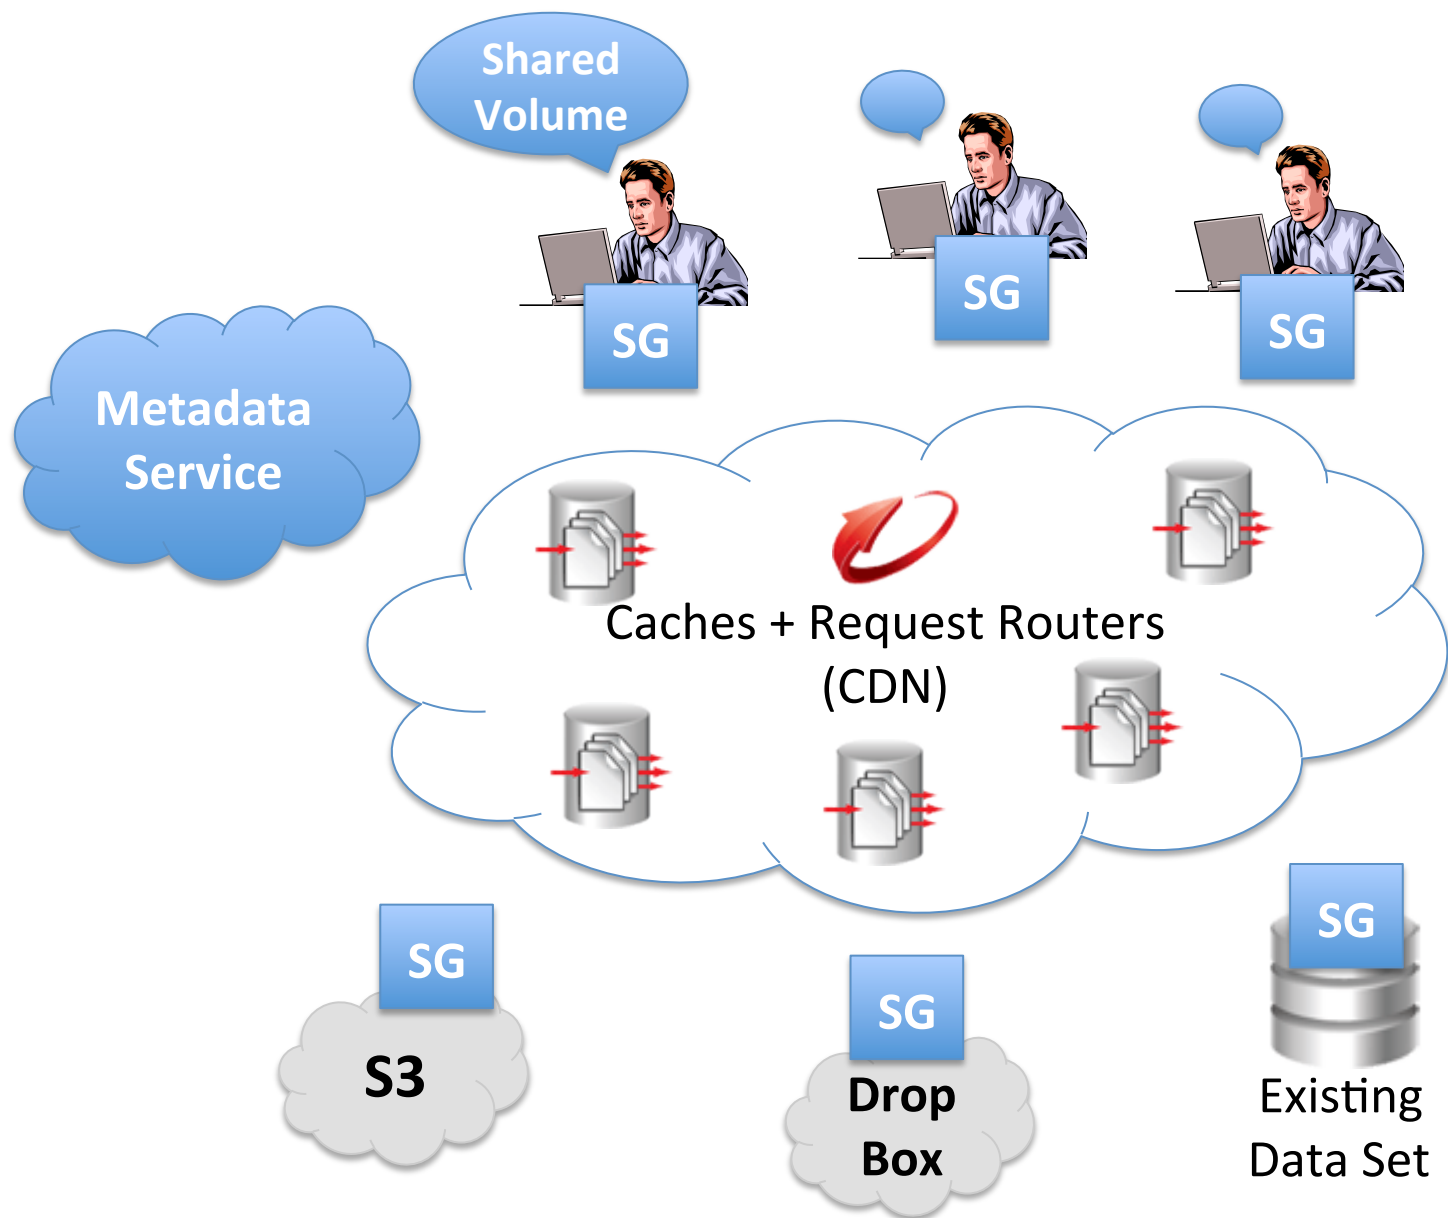 Shared
Volume
SG
SG
SG
Metadata
Service
Caches + Request Routers
(CDN)
SG
S3
SG
Drop
Box
SG
Existing
Data Set